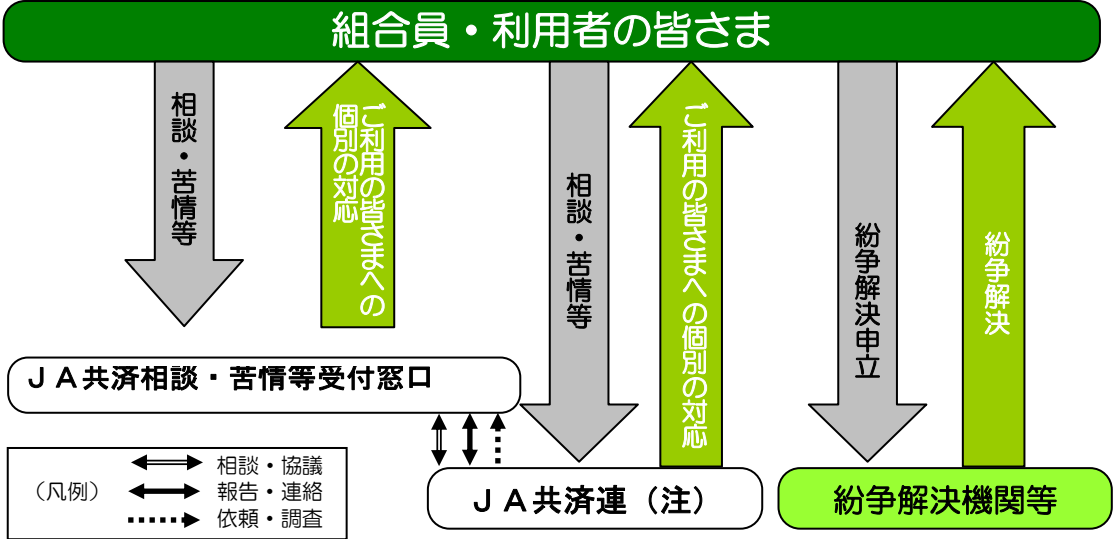 組合員・利用者の皆さま
相談・苦情等
ご利用の皆さまへの
個別の対応
相談・苦情等
ご利用の皆さまへの個別の対応
紛争解決申立
紛争解決
ＪＡ共済相談・苦情等受付窓口
ＪＡ共済連（注）
紛争解決機関等
（凡例）
相談・協議
報告・連絡
依頼・調査